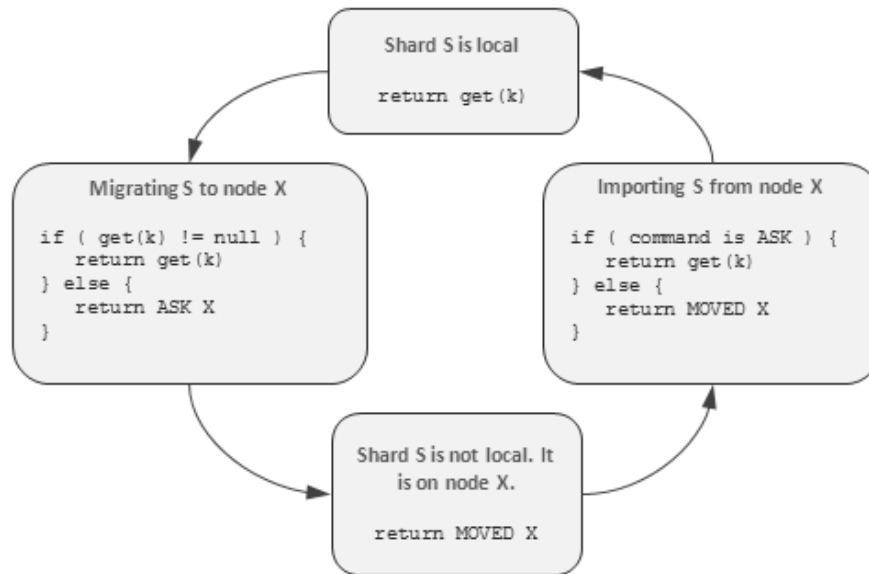 Shard S is local
return get(k)
Migrating S to node X
if ( get(k) != null ) {
   return get(k)
} else {
   return ASK X
}
Importing S from node X
if ( command is ASK ) {
   return get(k)
} else {
   return MOVED X
}
Shard S is not local. It
is on node X.
return MOVED X